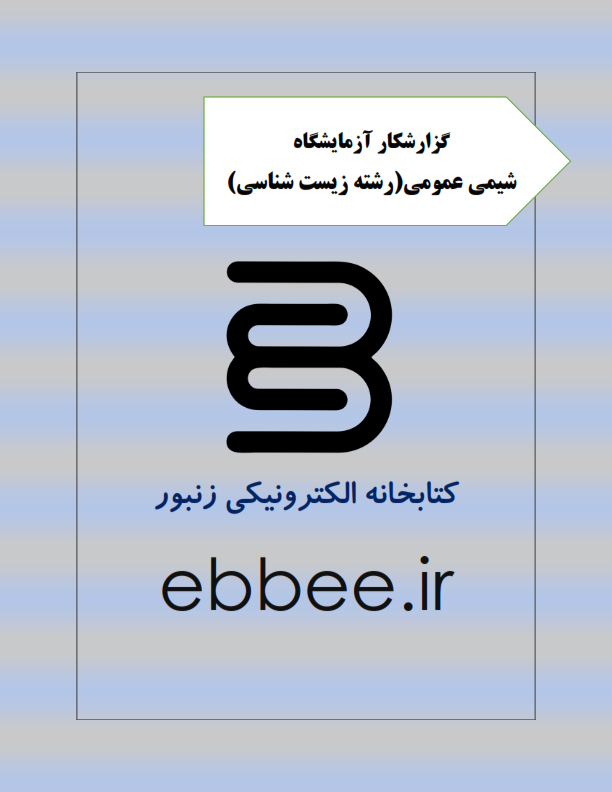 گزارشکار آزمایشگاه
شیمی عمومی(رشته زیست شناسی)
کتابخانه الکترونیکی زنبور
ebbee.ir